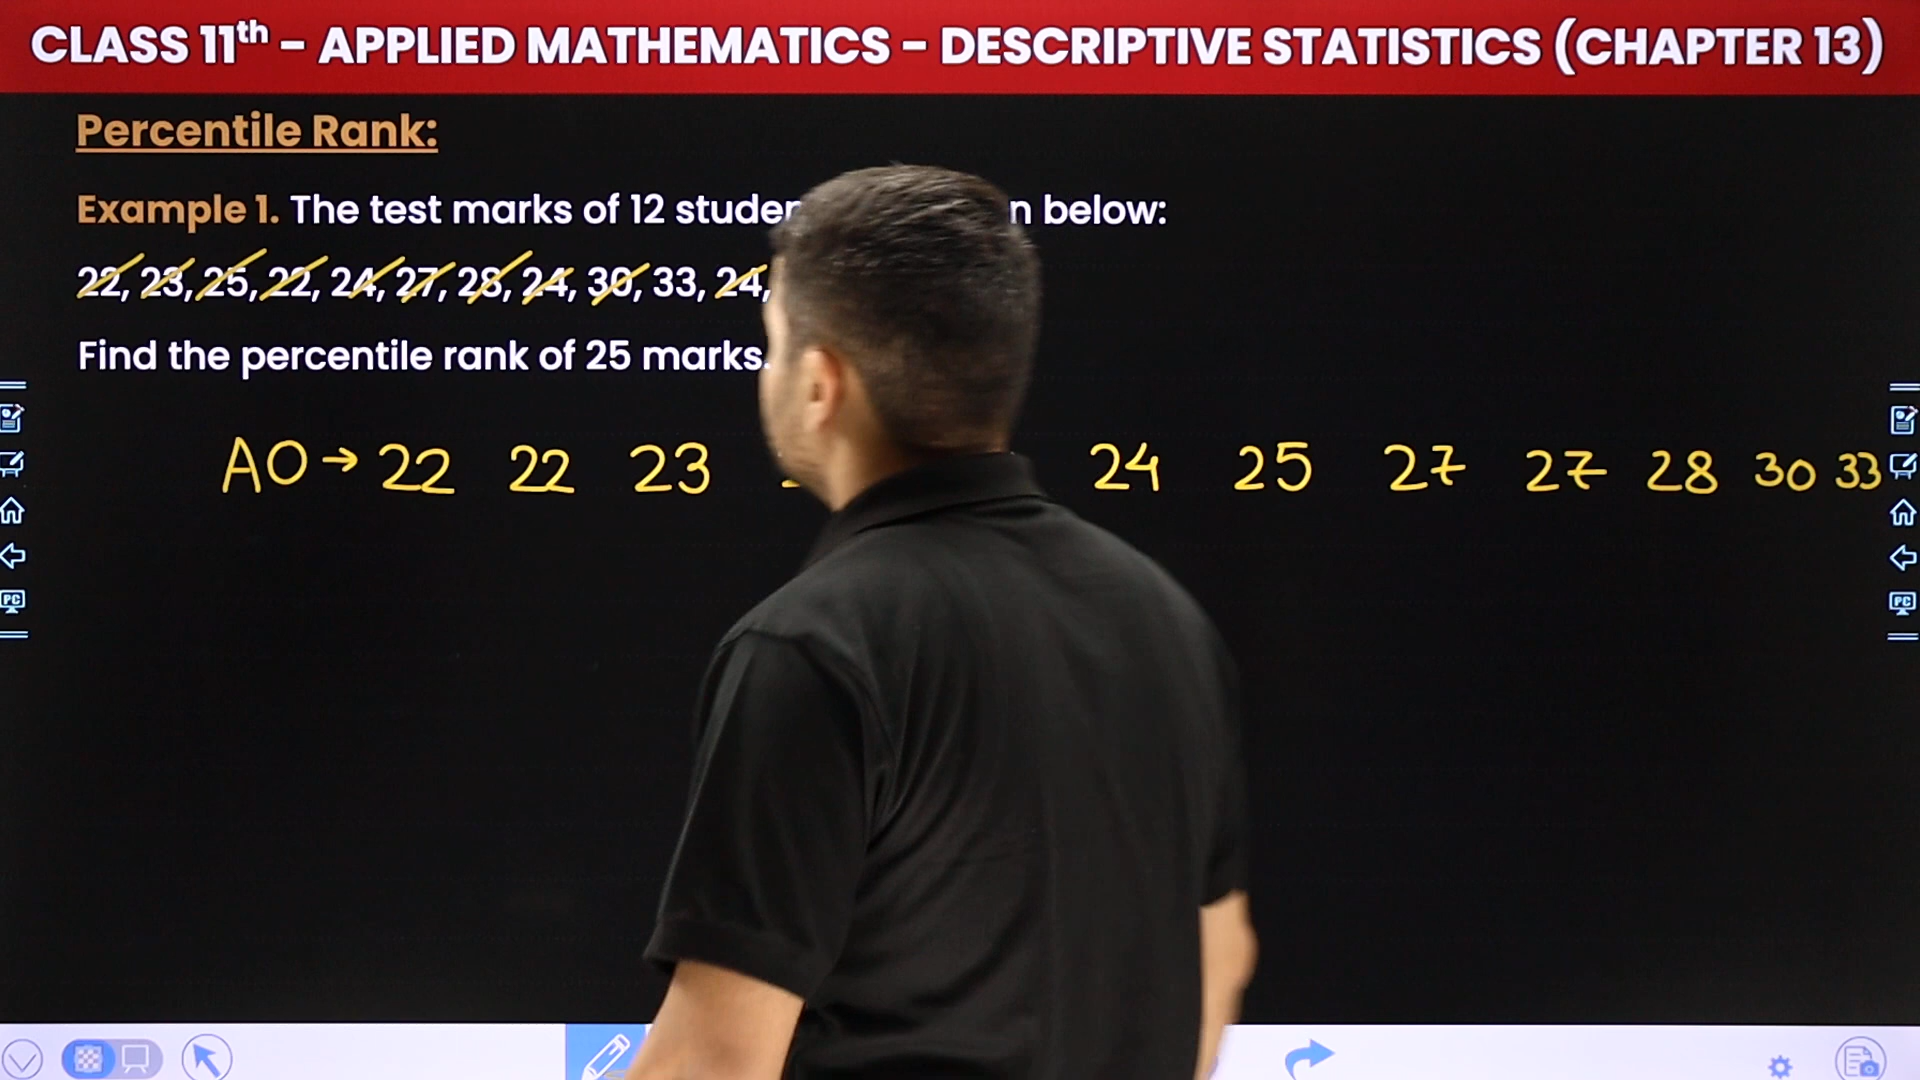 CLASS 11th - APPLIED MATHEMATICS - DESCRIPTIVE STATISTICS (CHAPTER 13)
Percentile Rank:
Example 1. The test marks of 12 below:
22, 23, 25, 22, 24, 27, 28, 24, 30, 33, 24,
Find the percentile rank of 25 marks.
AO → 22 22 23 24 25 27 27 28 30 33
PC PC